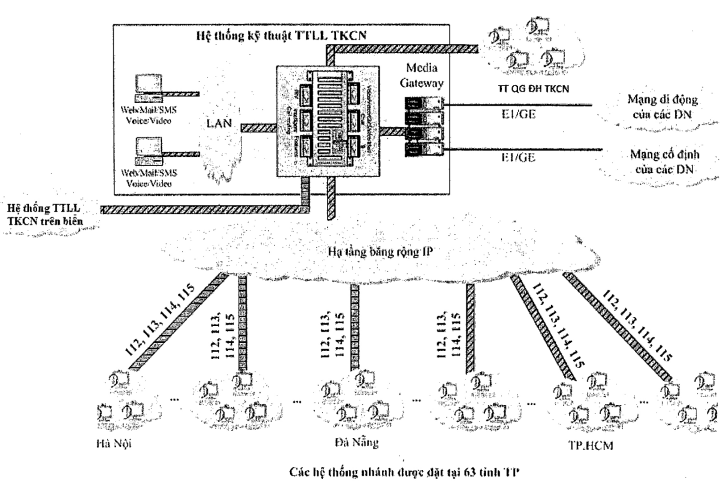 Hệ thống kỹ thuật TTLL TKCN
Web/Mail/SMS
Voice/Video
Web/Mail/SMS
Voice/Video
LAN
Media
Gateway
TT QG ĐH TKCN
E1/GE
E1/GE
Mạng di động
của các DN
Mạng cố định
của các DN
Hệ thống TTLL
TKCN trên biển
Hạ tầng băng rộng IP
112, 113, 114, 115
112, 113,
114, 115
112, 113,
114, 115
112, 113,
114, 115
112, 113, 114, 115
112, 113, 114, 115
... ... ... ... ...
Hà Nội
Đà Nẵng
TP.HCM
Các hệ thống nhánh được đặt tại 63 tỉnh TP